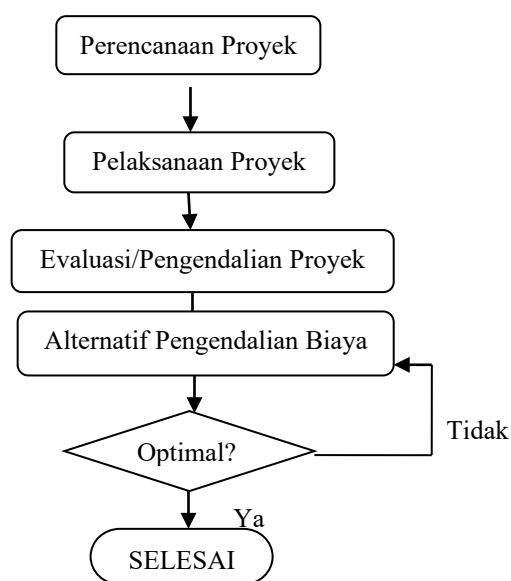 Perencanaan Proyek
Pelaksanaan Proyek
Evaluasi/Pengendalian Proyek
Alternatif Pengendalian Biaya
Tidak
Optimal?
Ya
SELESAI